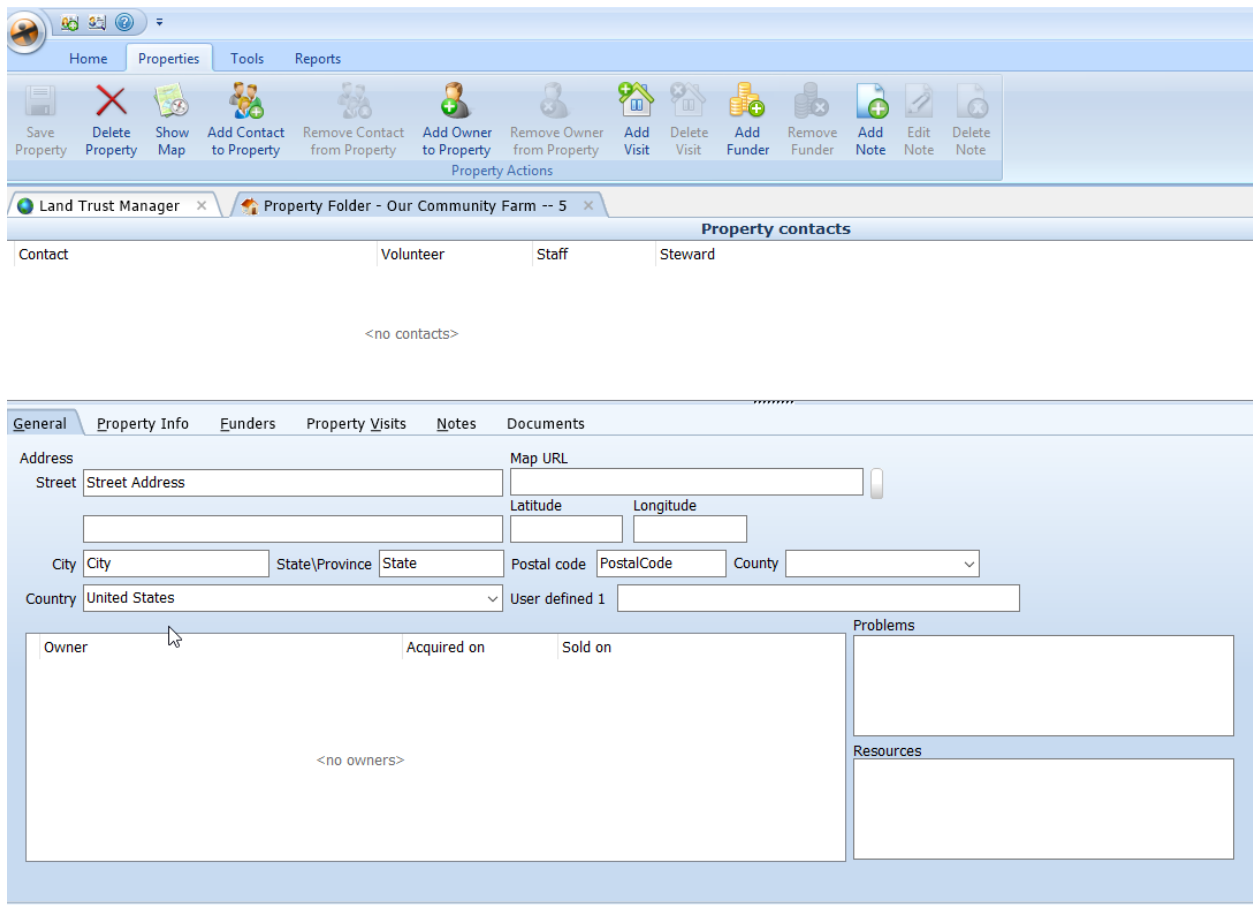 Home Properties Tools Reports
Save Property Delete Property Show Map Add Contact to Property Remove Contact from Property Add Owner to Property Remove Owner from Property Add Visit Delete Visit Add Funder Remove Funder Add Note Edit Note Delete Note
Property Actions
Land Trust Manager × Property Folder - Our Community Farm -- 5 ×
Property contacts
Contact Volunteer Staff Steward
<no contacts>
General Property Info Funders Property Visits Notes Documents
Address Map URL
Street Street Address
Latitude Longitude
City City State\Province State Postal code PostalCode County
Country United States User defined 1
Problems
Owner Acquired on Sold on
<no owners>
Resources